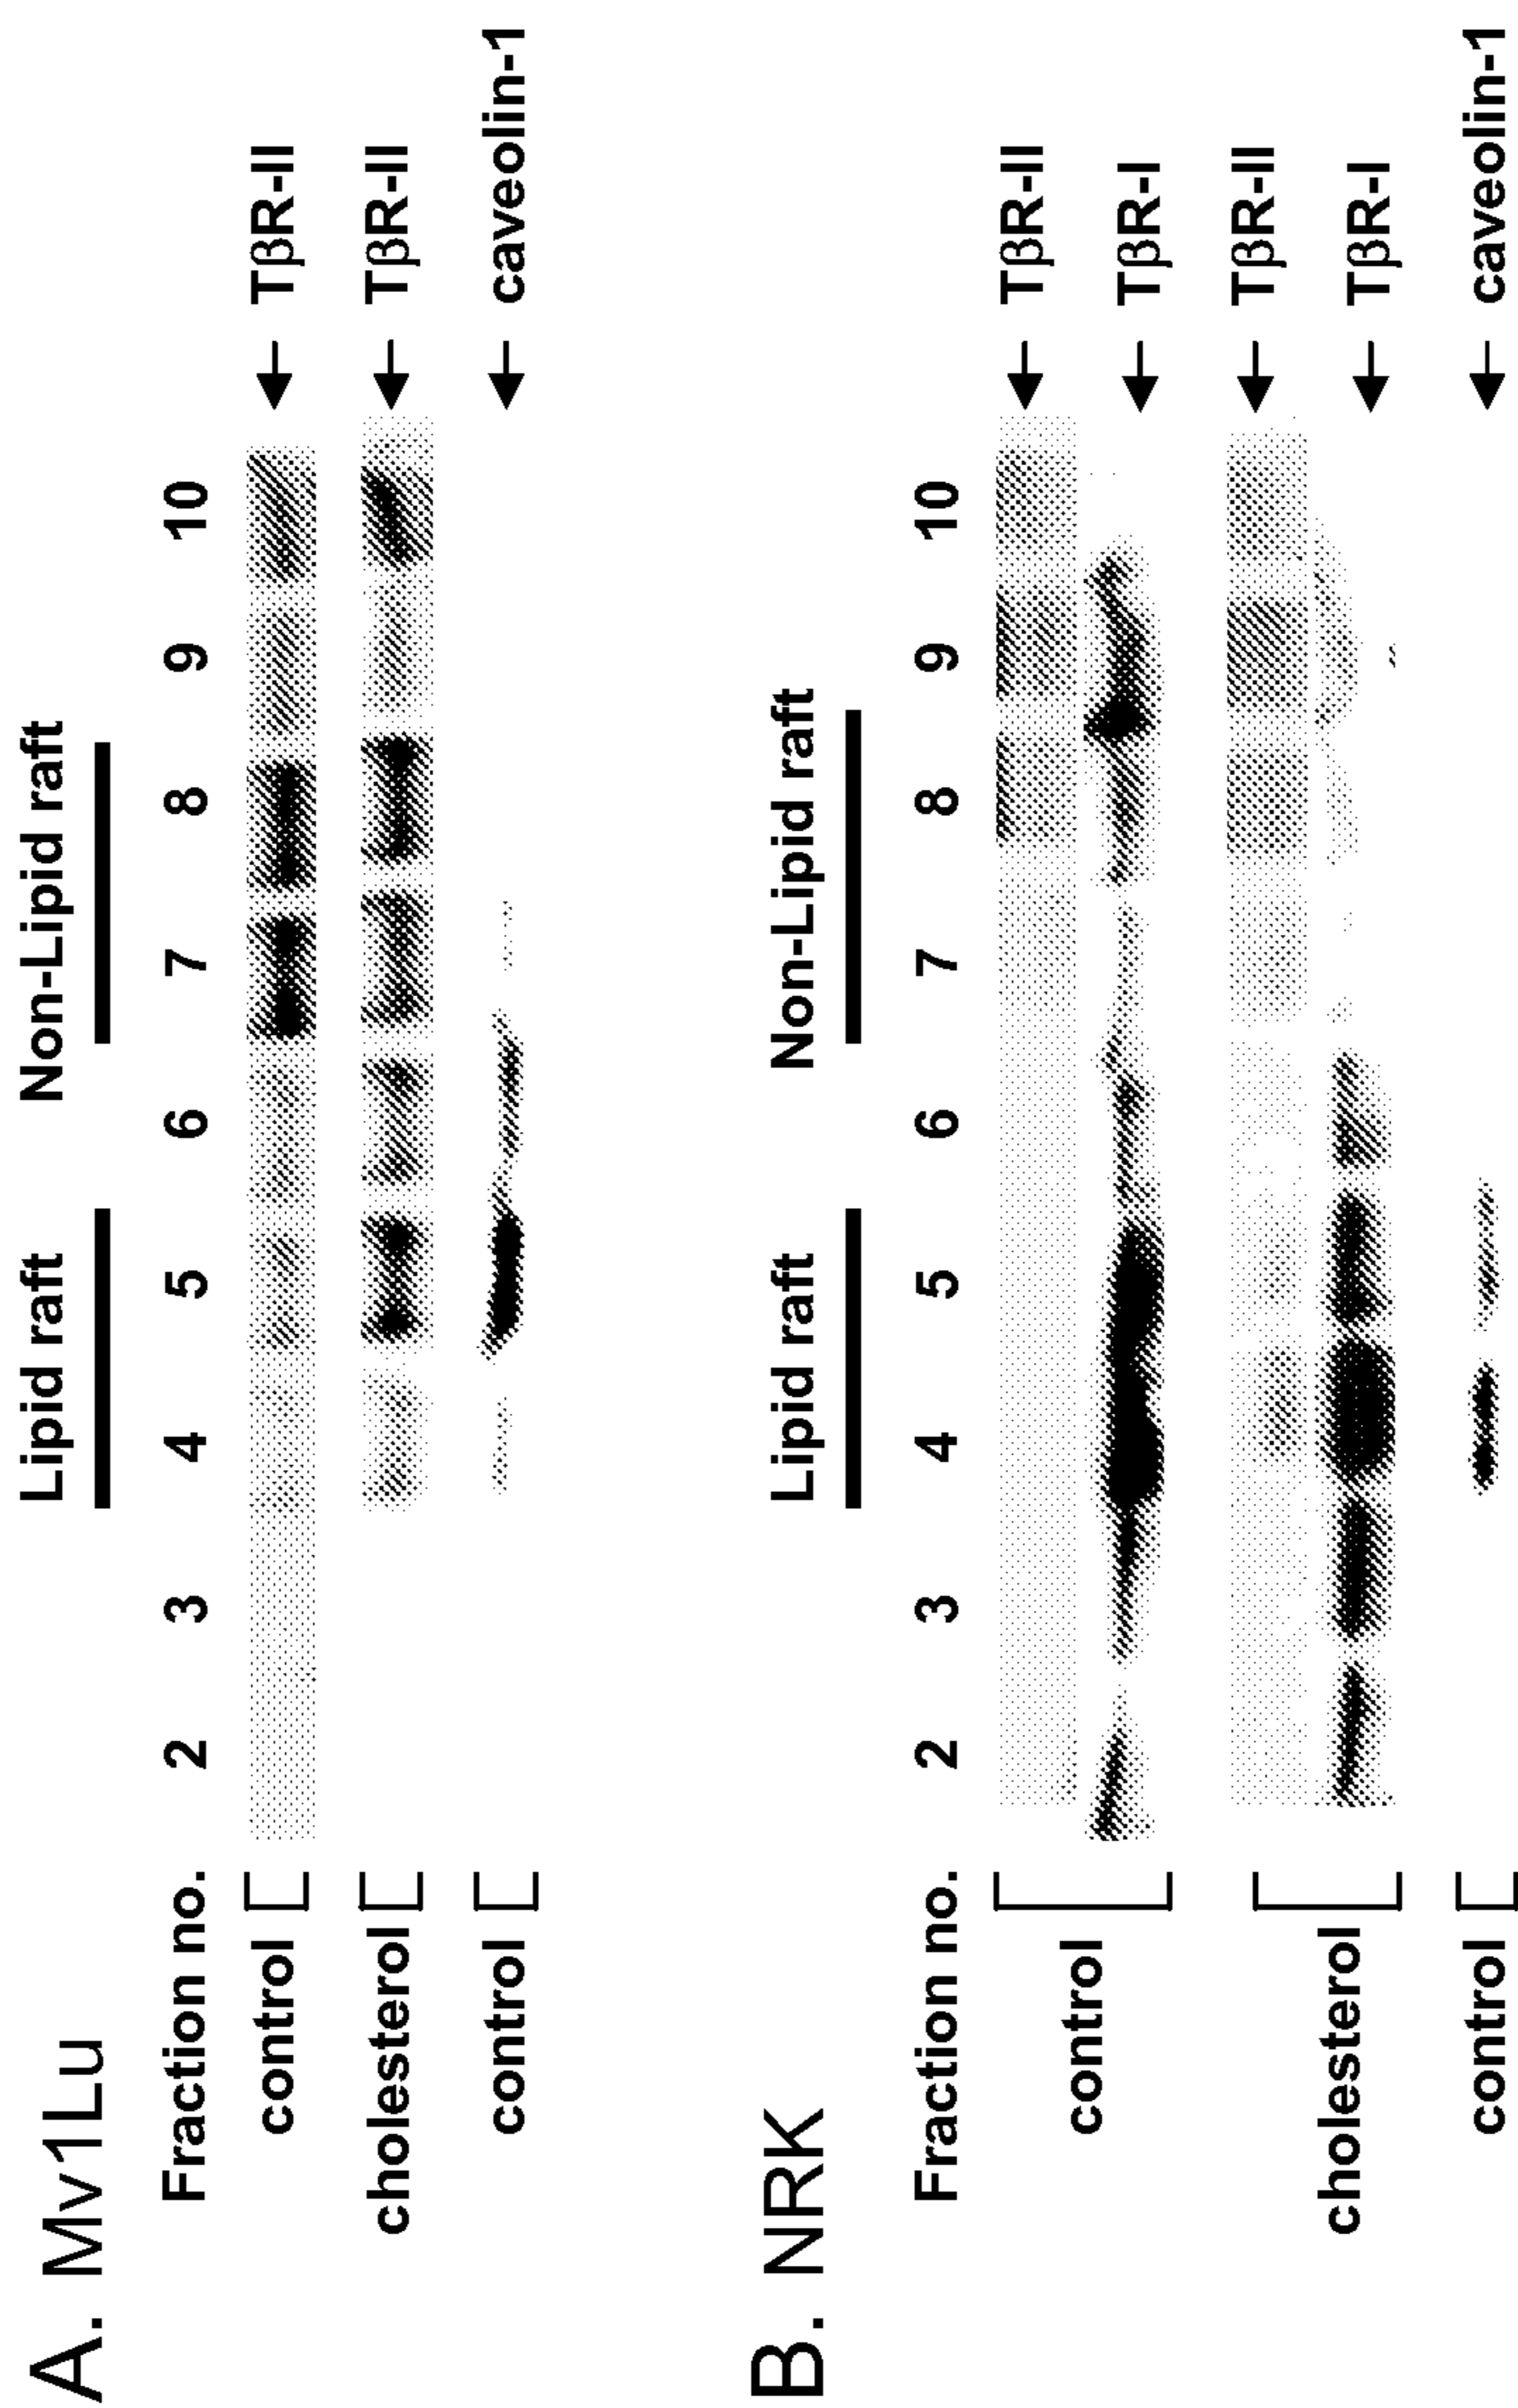 A. Mv1Lu
Lipid raft Non-Lipid raft
Fraction no. 2 3 4 5 6 7 8 9 10
control TβR-II
cholesterol TβR-II
control caveolin-1
B. NRK
Lipid raft Non-Lipid raft
Fraction no. 2 3 4 5 6 7 8 9 10
control TβR-II
TβR-I
cholesterol TβR-II
TβR-I
control caveolin-1